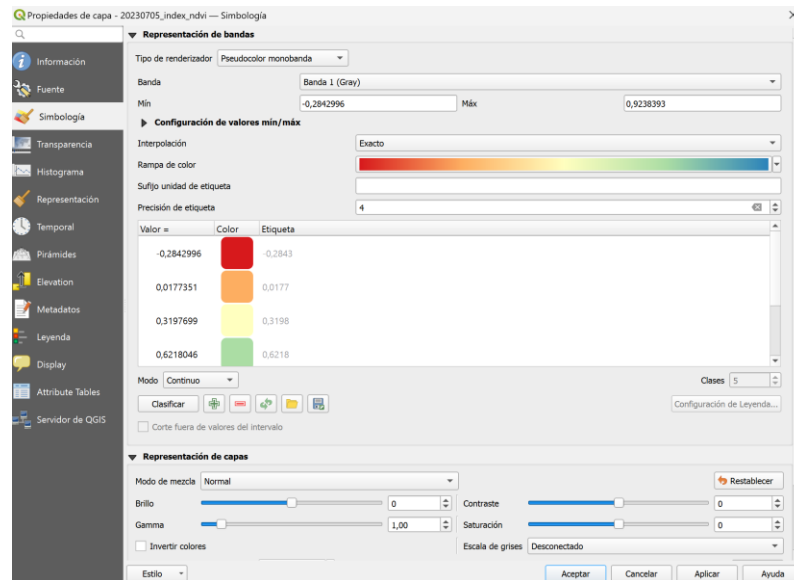 Propiedades de capa - 20230705_index_ndvi — Simbología
Información
Fuente
Simbología
Transparencia
Histograma
Representación
Temporal
Pirámides
Elevation
Metadatos
Leyenda
Display
Attribute Tables
Servidor de QGIS
Representación de bandas
Tipo de renderizador Pseudocolor monobanda
Banda Banda 1 (Gray)
Mín -0,2842996 Máx 0,9238393
Configuración de valores mín/máx
Interpolación Exacto
Rampa de color
Sufijo unidad de etiqueta
Precisión de etiqueta 4
Valor = Color Etiqueta
-0,2842996 -0,2843
0,0177351 0,0177
0,3197699 0,3198
0,6218046 0,6218
Modo Continuo Clases 5
Clasificar Configuración de Leyenda...
Corte fuera de valores del intervalo
Representación de capas
Modo de mezcla Normal Restablecer
Brillo 0 Contraste 0
Gamma 1,00 Saturación 0
Invertir colores Escala de grises Desconectado
Estilo Aceptar Cancelar Aplicar Ayuda